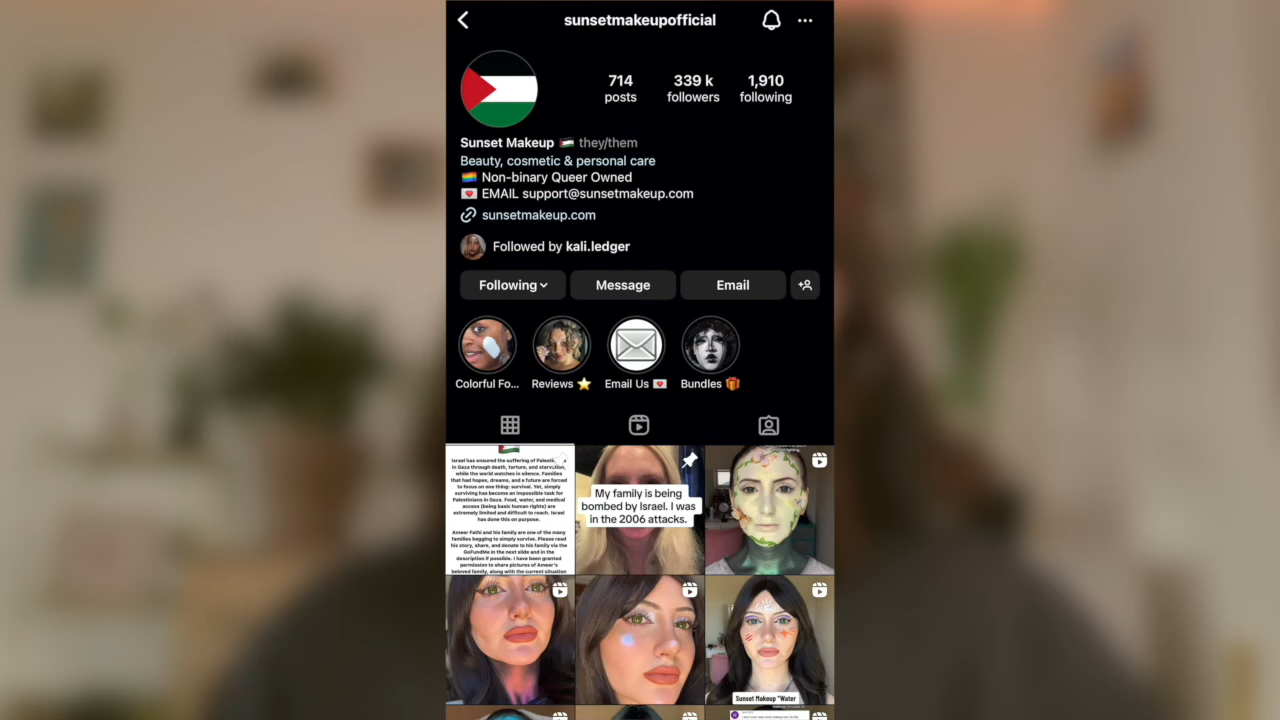 sunsetmakeupofficial
714
posts
339 k
followers
1,910
following
Sunset Makeup 🇵🇸 they/them
Beauty, cosmetic & personal care
🏳️‍🌈 Non-binary Queer Owned
💌 EMAIL support@sunsetmakeup.com
sunsetmakeup.com
Followed by kali.ledger
Following
Message
Email
Colorful Fo...
Reviews ⭐
Email Us 💌
Bundles 🎁
Israel has ensured the suffering of Palestinians
in Gaza through death, torture, and starvation,
while the world watches in silence. Families
that had hopes, dreams, and a future are forced
to focus on one thing: survival. Yet, simply
surviving has become an impossible task for
Palestinians in Gaza. Food, water, and medical
access (being basic human rights) are
extremely limited and difficult to reach. Israel
has done this on purpose.
Ameer Fathi and his family are one of the many
families begging to simply survive. Please read
his story, share, and donate to his family via the
GoFundMe in the next slide and in the
description if possible. I have been granted
permission to share pictures of Ameer's
beloved family, along with the current situation
My family is being
bombed by Israel. I was
in the 2006 attacks.
Sunset Makeup "Water